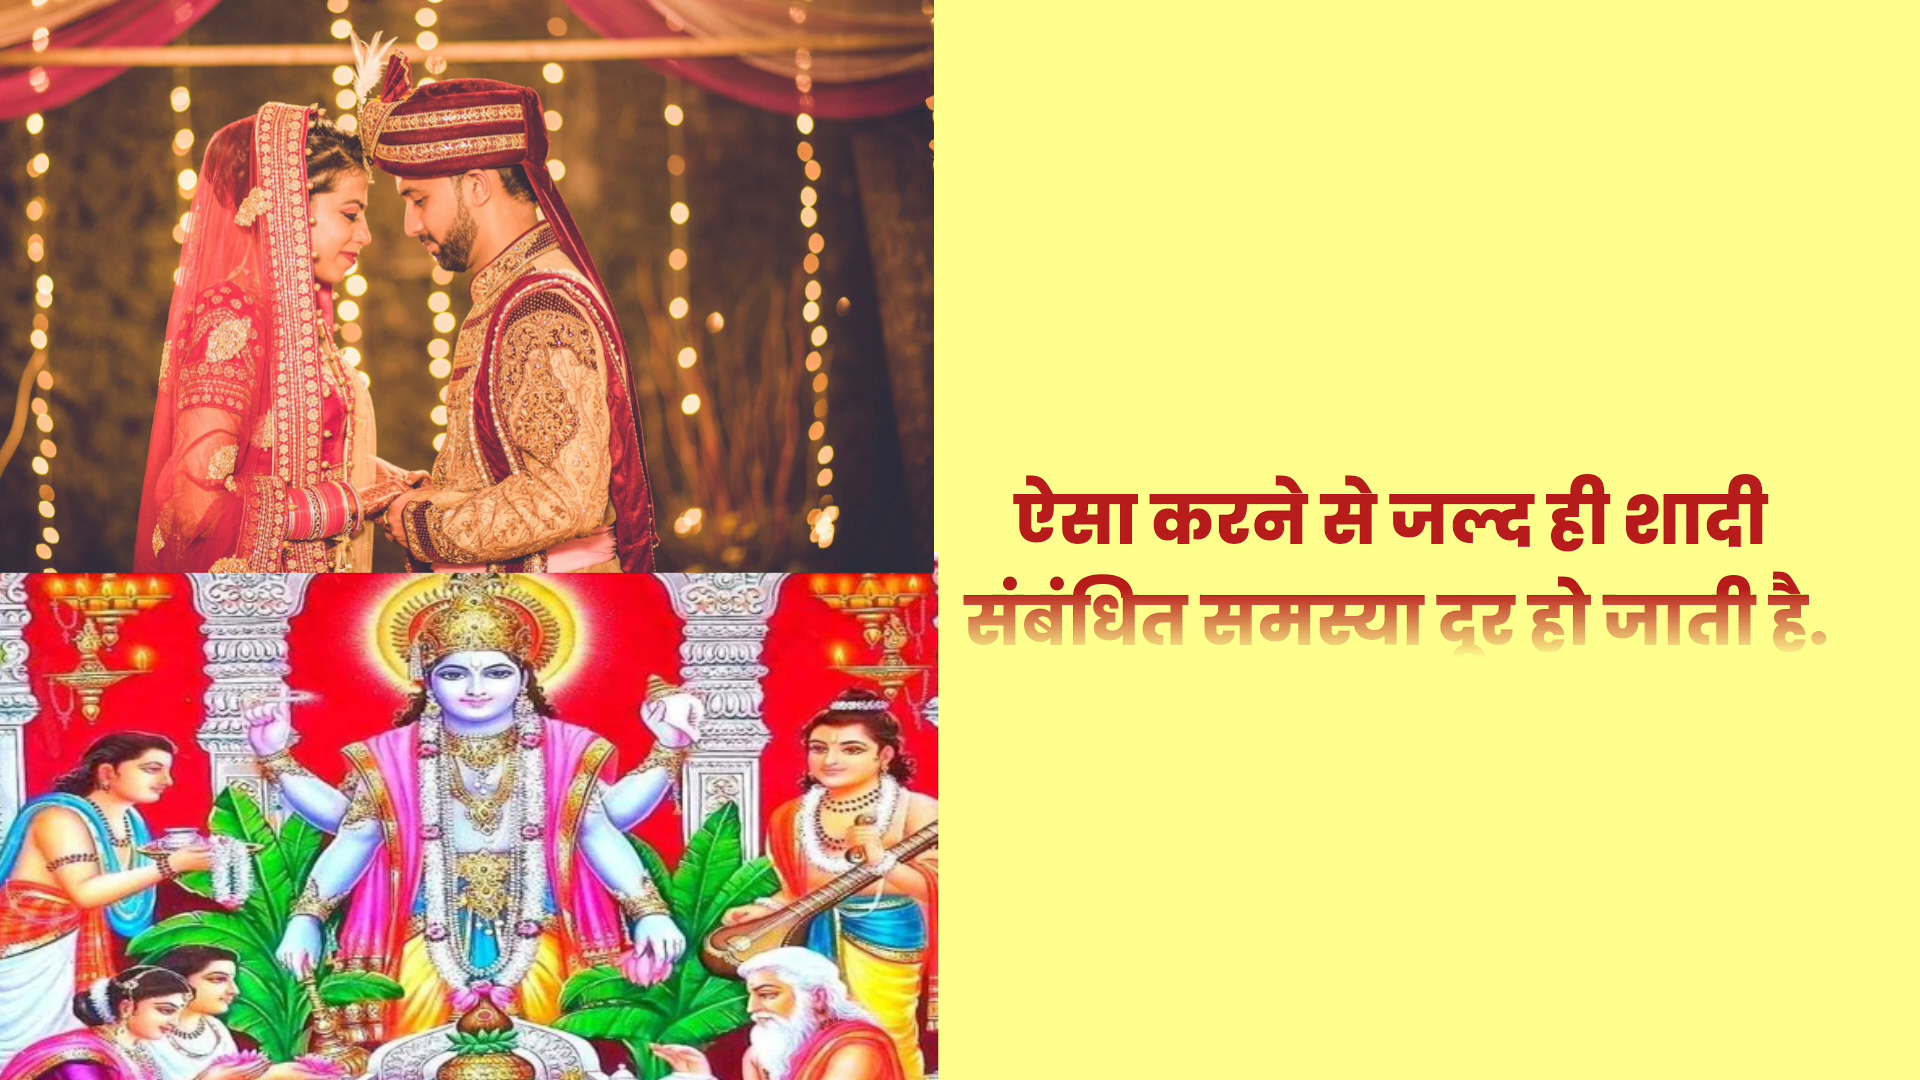 ऐसा करने से जल्द ही शादी
संबंधित समस्या दूर हो जाती है.